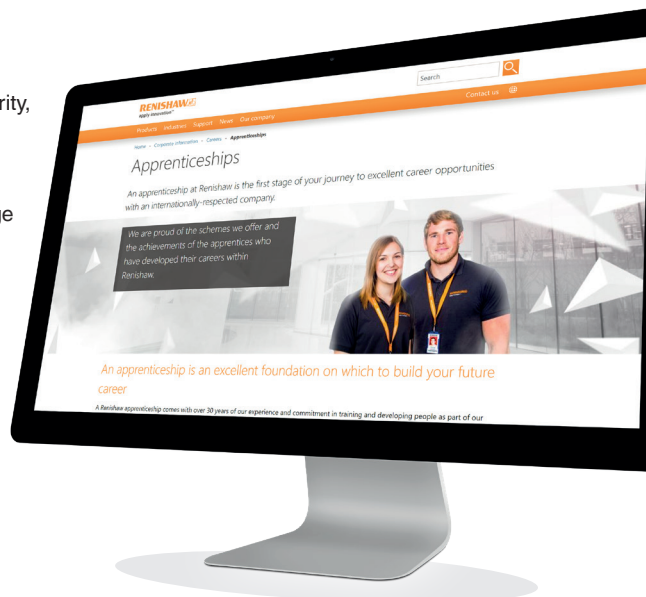 rity,
ge
Search
RENISHAW
apply innovation™
Contact us @
Products Industries Support News Our company
Home - Corporate information - Careers - Apprenticeships
Apprenticeships
An apprenticeship at Renishaw is the first stage of your journey to excellent career opportunities
with an internationally-respected company.
We are proud of the schemes we offer and
the achievements of the apprentices who
have developed their careers within
Renishaw.
An apprenticeship is an excellent foundation on which to build your future
career
A Renishaw apprenticeship comes with over 30 years of our experience and commitment in training and developing people as part of our